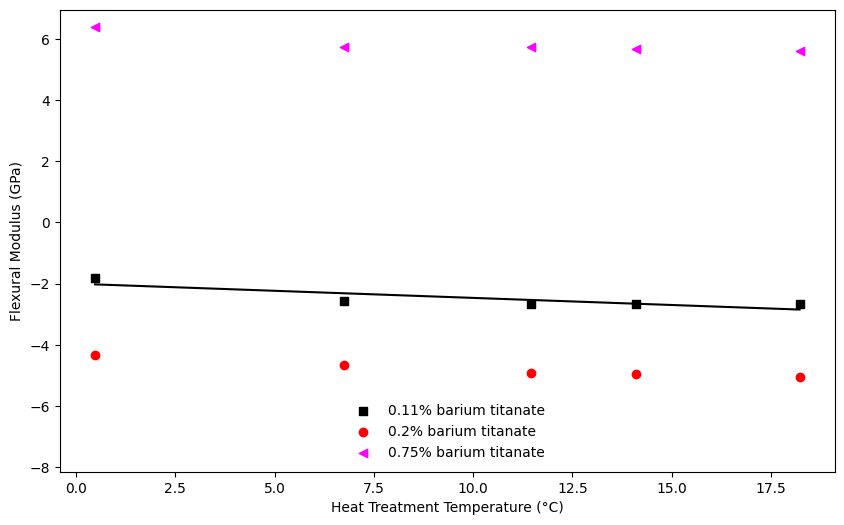 6
4
2
0
−2
−4
−6
−8
Flexural Modulus (GPa)
0.11% barium titanate
0.2% barium titanate
0.75% barium titanate
0.0 2.5 5.0 7.5 10.0 12.5 15.0 17.5
Heat Treatment Temperature (°C)